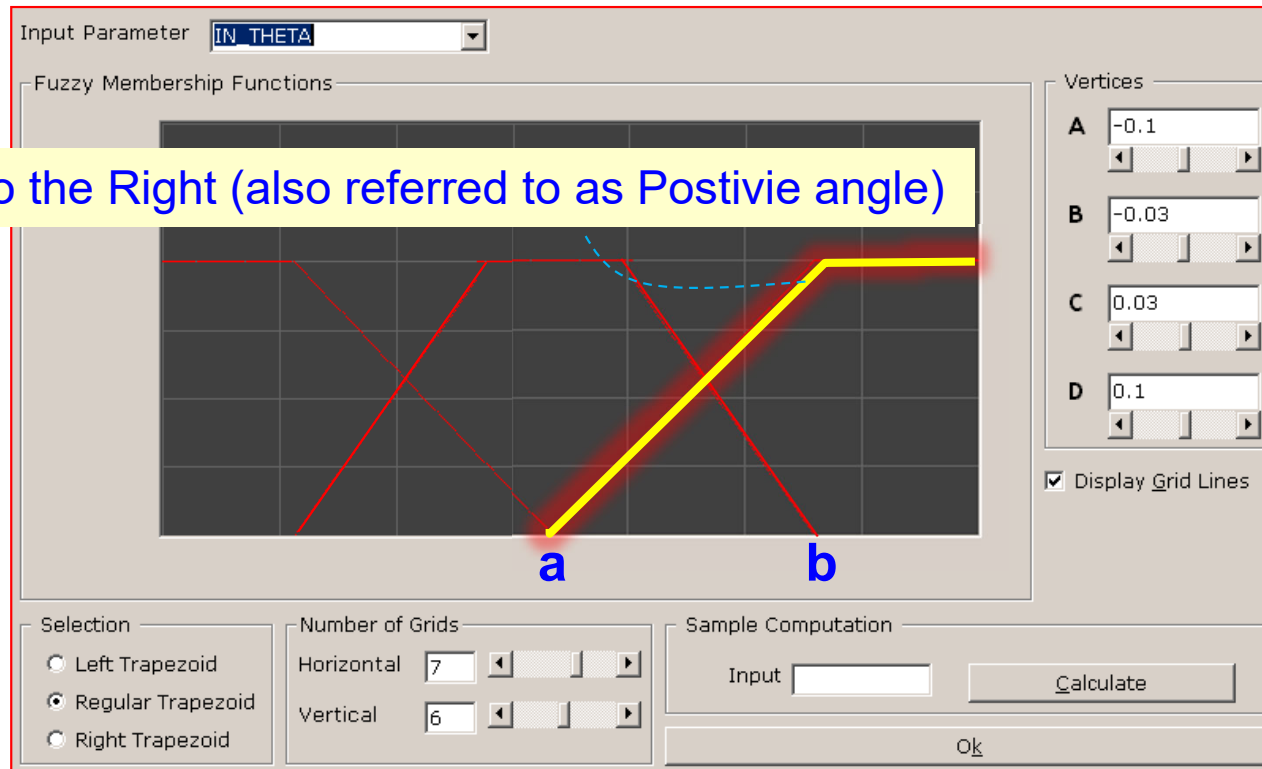 Input Parameter IN_THETA
Fuzzy Membership Functions
o the Right (also referred to as Postivie angle)
a b
Vertices
A -0.1
B -0.03
C 0.03
D 0.1
Display Grid Lines
Selection
Left Trapezoid
Regular Trapezoid
Right Trapezoid
Number of Grids
Horizontal 7
Vertical 6
Sample Computation
Input
Calculate
Ok